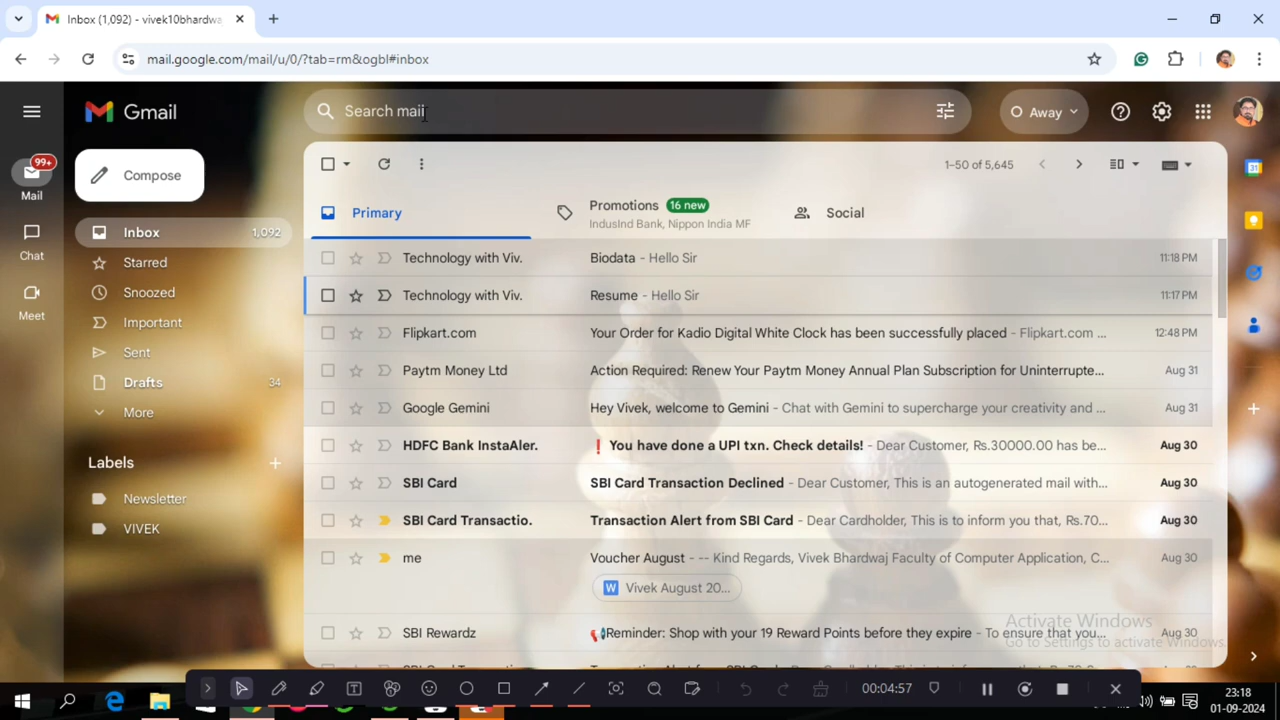 Inbox (1,092) - vivek10bhardwa
mail.google.com/mail/u/0/?tab=rm&ogbl#inbox
Gmail
Search mail
Away
99+
Mail
Chat
Meet
Compose
Inbox 1,092
Starred
Snoozed
Important
Sent
Drafts 34
More
Labels
Newsletter
VIVEK
1–50 of 5,645
Primary
Promotions 16 new
IndusInd Bank, Nippon India MF
Social
Technology with Viv. Biodata - Hello Sir 11:18 PM
Technology with Viv. Resume - Hello Sir 11:17 PM
Flipkart.com Your Order for Kadio Digital White Clock has been successfully placed - Flipkart.com ... 12:48 PM
Paytm Money Ltd Action Required: Renew Your Paytm Money Annual Plan Subscription for Uninterrupte... Aug 31
Google Gemini Hey Vivek, welcome to Gemini - Chat with Gemini to supercharge your creativity and ... Aug 31
HDFC Bank InstaAler. ❗ You have done a UPI txn. Check details! - Dear Customer, Rs.30000.00 has be... Aug 30
SBI Card SBI Card Transaction Declined - Dear Customer, This is an autogenerated mail with... Aug 30
SBI Card Transactio. Transaction Alert from SBI Card - Dear Cardholder, This is to inform you that, Rs.70... Aug 30
me Voucher August - -- Kind Regards, Vivek Bhardwaj Faculty of Computer Application, C... Aug 30
W Vivek August 20...
SBI Rewardz 📢Reminder: Shop with your 19 Reward Points before they expire - To ensure that you... Aug 30
Activate Windows
Go to Settings to activate Windows.
00:04:57
23:18
01-09-2024